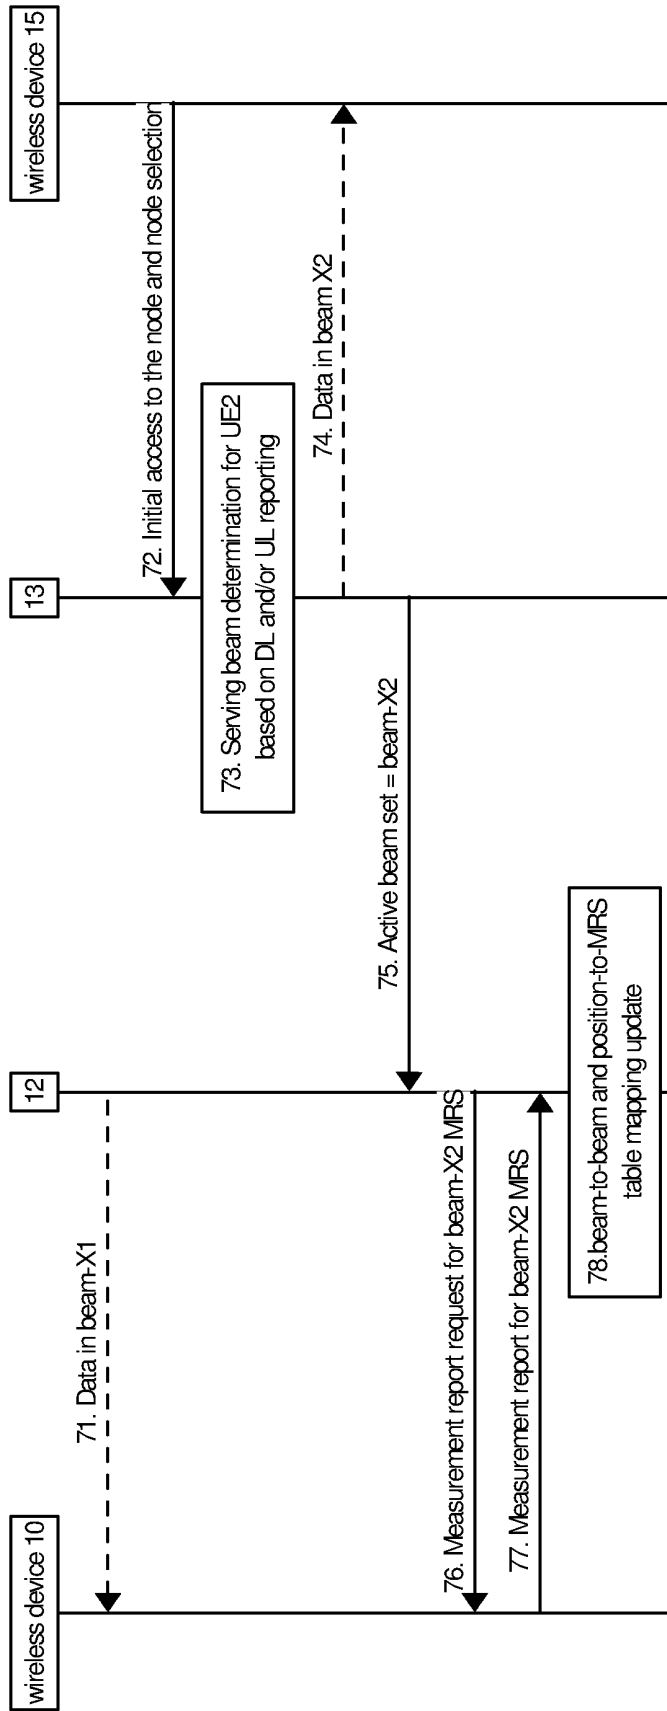 wireless device 10
12
13
wireless device 15
71. Data in beam-X1
72. Initial access to the node and node selection
73. Serving beam determination for UE2
based on DL and/or UL reporting
74. Data in beam X2
75. Active beam set = beam-X2
76. Measurement report request for beam-X2 MRS
77. Measurement report for beam-X2 MRS
78.beam-to-beam and position-to-MRS
table mapping update